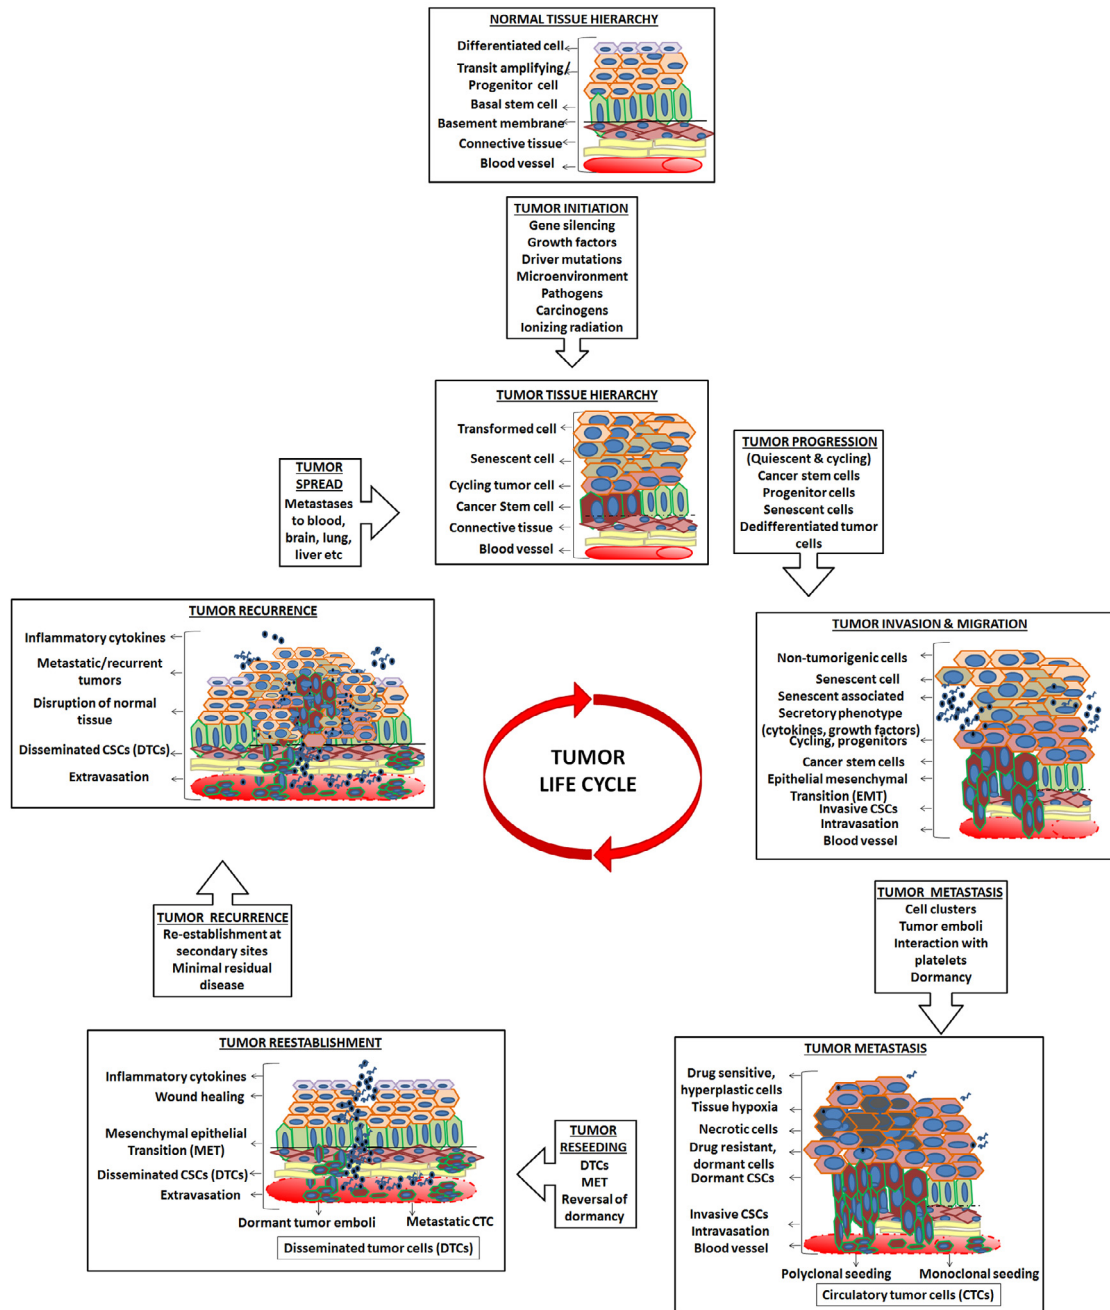 NORMAL TISSUE HIERARCHY
Differentiated cell
Transit amplifying/
Progenitor cell
Basal stem cell
Basement membrane
Connective tissue
Blood vessel
TUMOR INITIATION
Gene silencing
Growth factors
Driver mutations
Microenvironment
Pathogens
Carcinogens
Ionizing radiation
TUMOR TISSUE HIERARCHY
Transformed cell
Senescent cell
Cycling tumor cell
Cancer Stem cell
Connective tissue
Blood vessel
TUMOR PROGRESSION
(Quiescent & cycling)
Cancer stem cells
Progenitor cells
Senescent cells
Dedifferentiated tumor
cells
TUMOR INVASION & MIGRATION
Non-tumorigenic cells
Senescent cell
Senescent associated
Secretory phenotype
(cytokines, growth factors)
Cycling, progenitors
Cancer stem cells
Epithelial mesenchymal
Transition (EMT)
Invasive CSCs
Intravasation
Blood vessel
TUMOR METASTASIS
Cell clusters
Tumor emboli
Interaction with
platelets
Dormancy
TUMOR METASTASIS
Drug sensitive,
hyperplastic cells
Tissue hypoxia
Necrotic cells
Drug resistant,
dormant cells
Dormant CSCs
Invasive CSCs
Intravasation
Blood vessel
Polyclonal seeding
Monoclonal seeding
Circulatory tumor cells (CTCs)
TUMOR
RESEEDING
DTCs
MET
Reversal of
dormancy
TUMOR REESTABLISHMENT
Inflammatory cytokines
Wound healing
Mesenchymal epithelial
Transition (MET)
Disseminated CSCs (DTCs)
Extravasation
Dormant tumor emboli
Metastatic CTC
Disseminated tumor cells (DTCs)
TUMOR RECURRENCE
Re-establishment at
secondary sites
Minimal residual
disease
TUMOR RECURRENCE
Inflammatory cytokines
Metastatic/recurrent
tumors
Disruption of normal
tissue
Disseminated CSCs (DTCs)
Extravasation
TUMOR
SPREAD
Metastases
to blood,
brain, lung,
liver etc
TUMOR
LIFE CYCLE